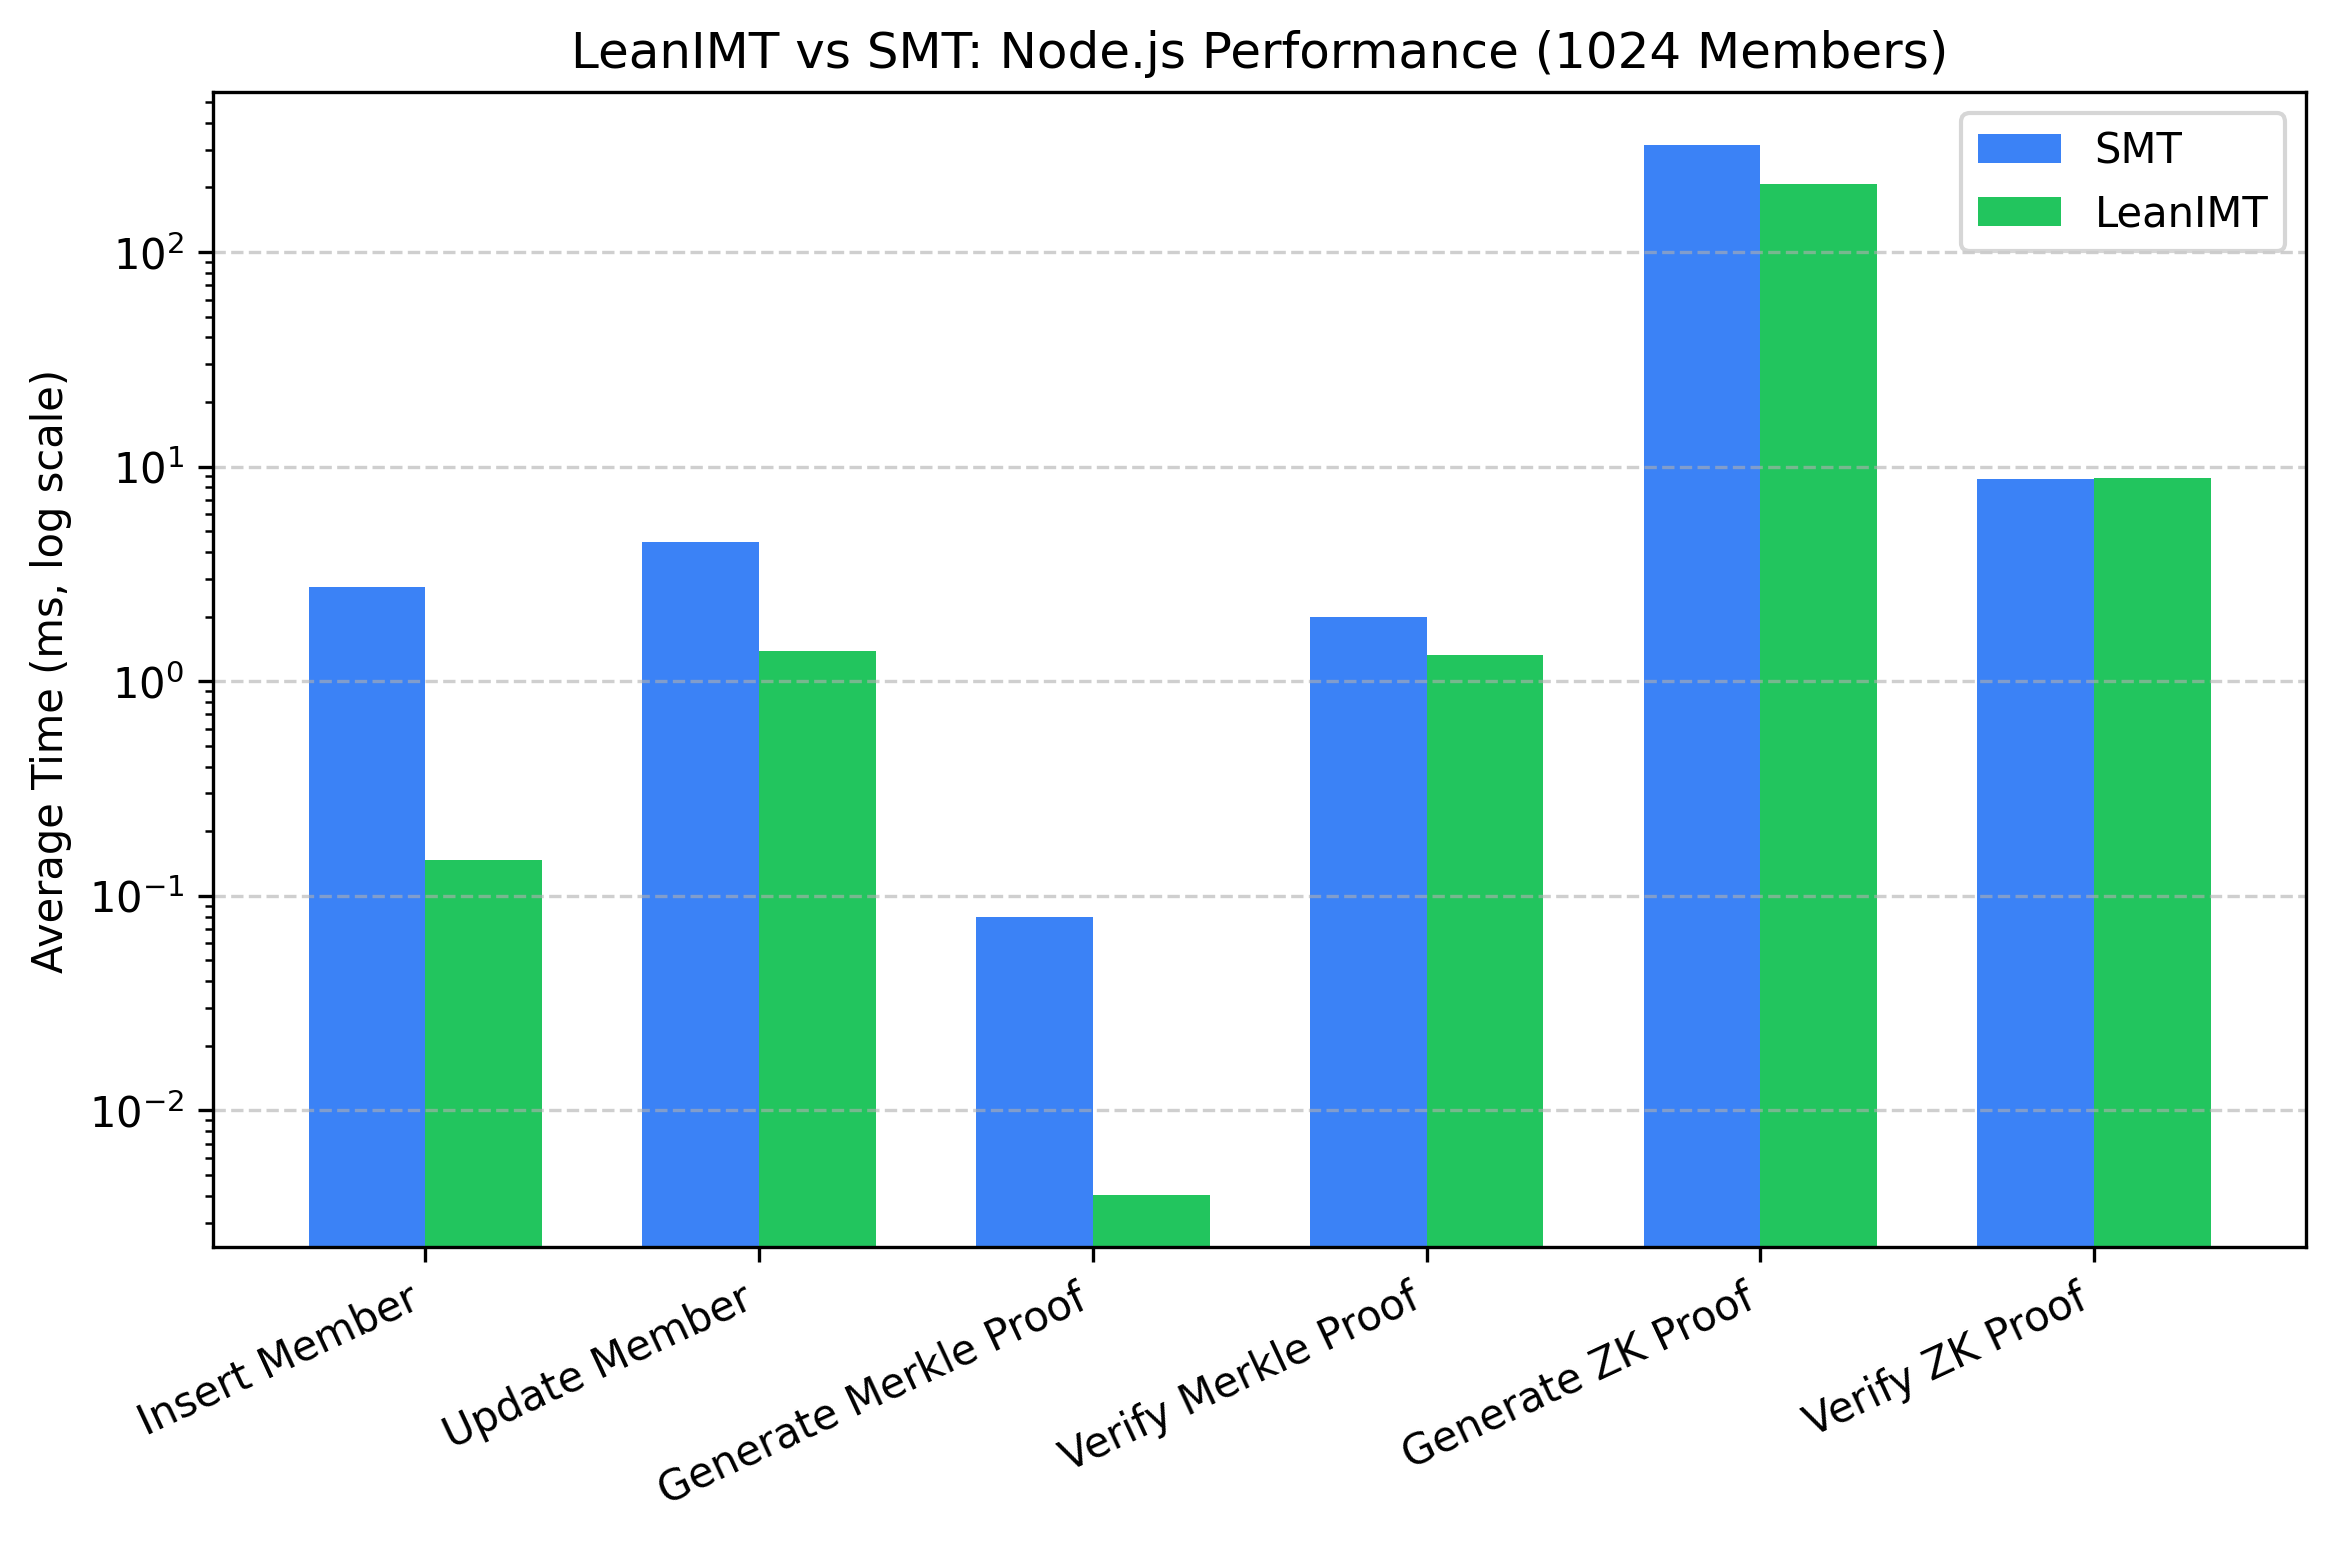 LeanIMT vs SMT: Node.js Performance (1024 Members)
SMT
LeanIMT
Average Time (ms, log scale)
10²
10¹
10⁰
10⁻¹
10⁻²
Insert Member
Update Member
Generate Merkle Proof
Verify Merkle Proof
Generate ZK Proof
Verify ZK Proof